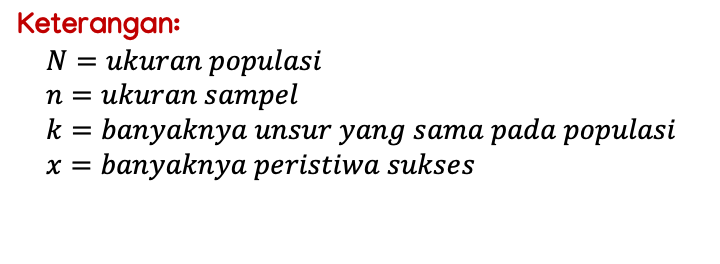 Keterangan:
N = ukuran populasi
n = ukuran sampel
k = banyaknya unsur yang sama pada populasi
x = banyaknya peristiwa sukses